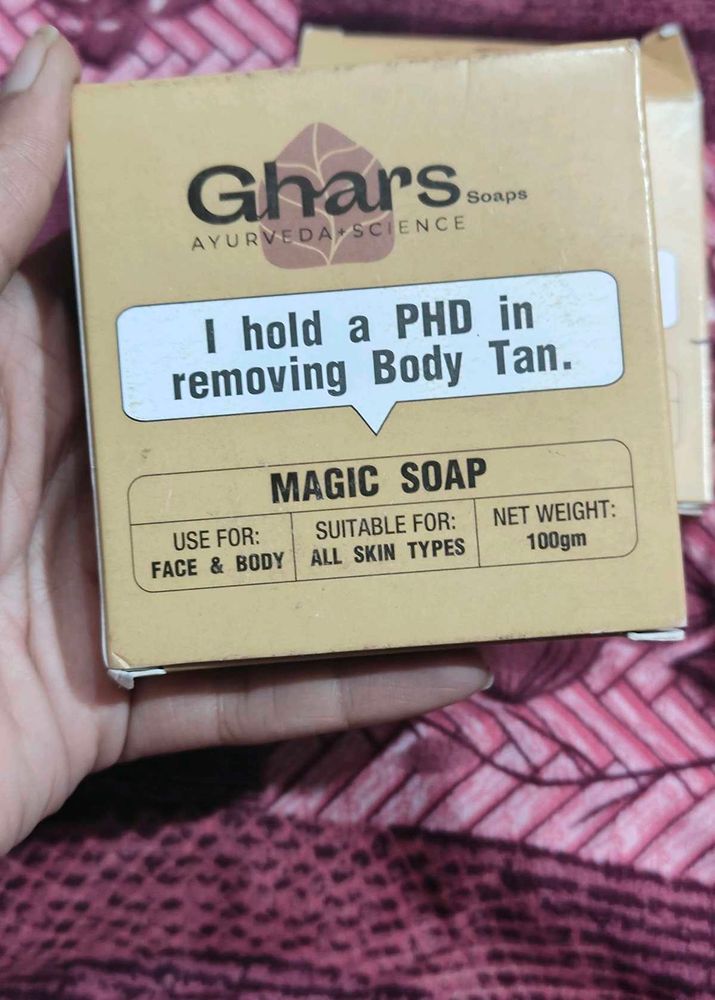 Ghars Soaps
AYURVEDA+SCIENCE
I hold a PHD in
removing Body Tan.
MAGIC SOAP
USE FOR:
FACE & BODY
SUITABLE FOR:
ALL SKIN TYPES
NET WEIGHT:
100gm